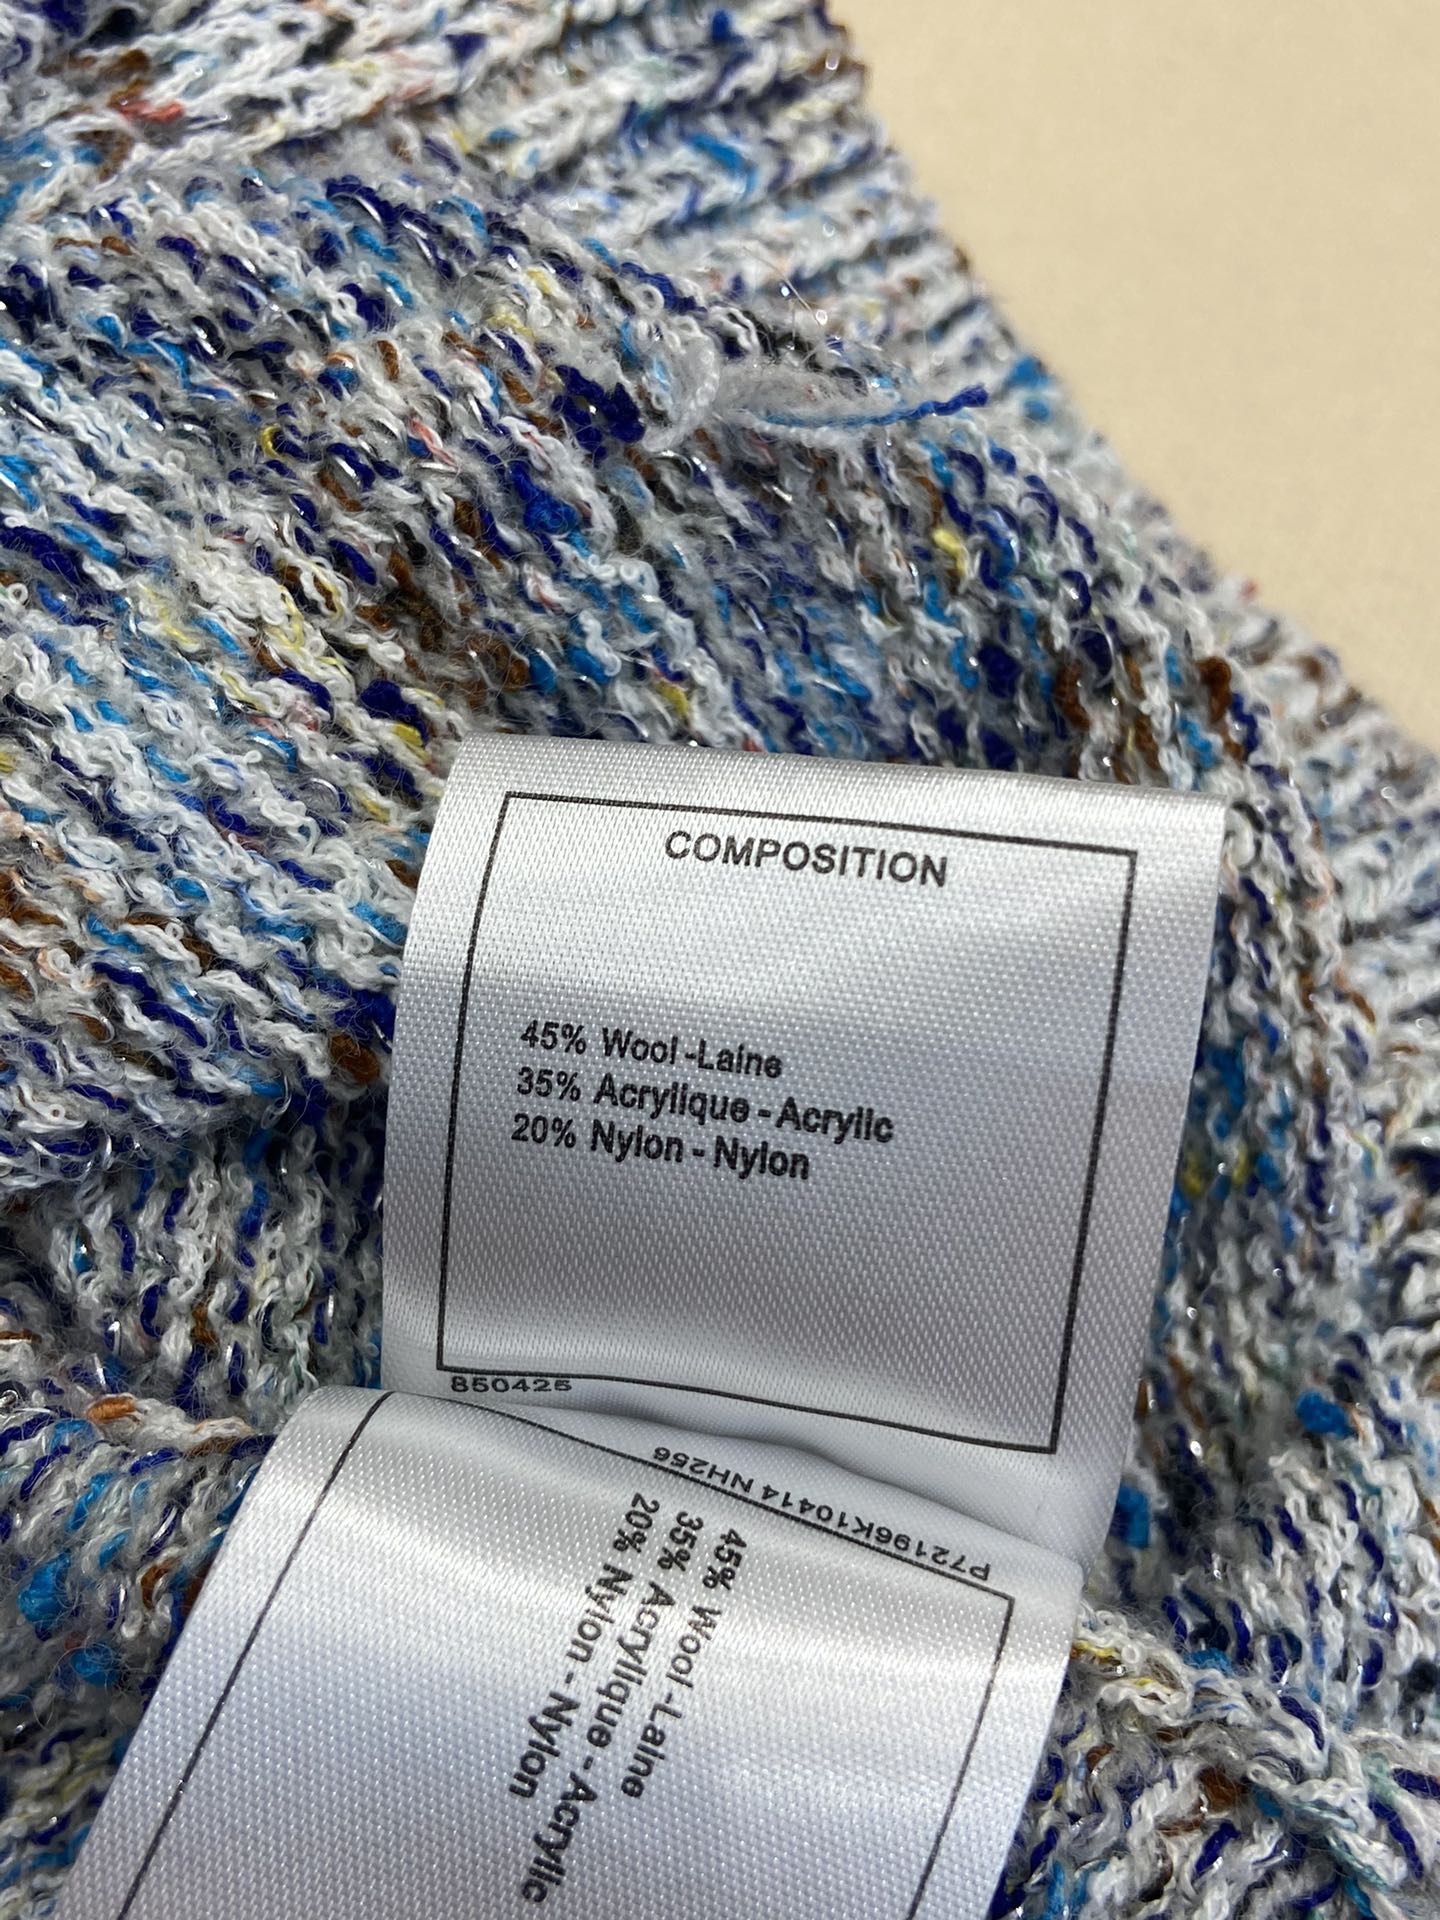 COMPOSITION
45% Wool -Laine
35% Acrylique - Acrylic
20% Nylon - Nylon
850425
P72196K10414 NH256
45% Wool -Laine
35% Acrylique - Acrylic
20% Nylon - Nylon